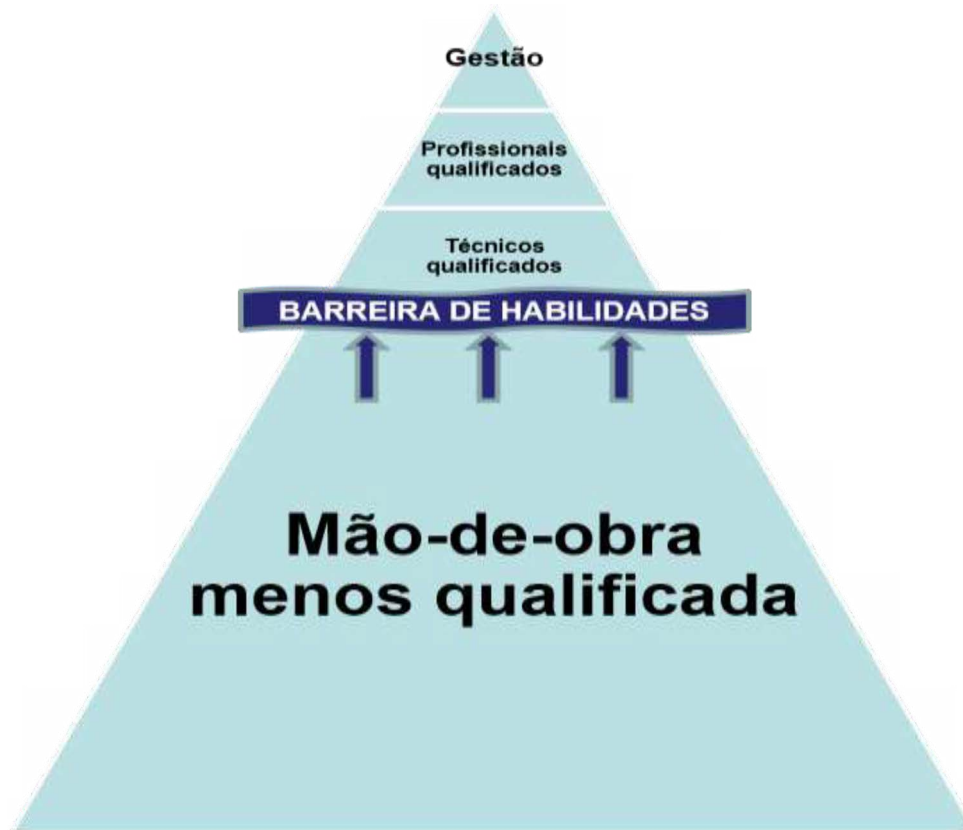 Gestão
Profissionais
qualificados
Técnicos
qualificados
BARREIRA DE HABILIDADES
Mão-de-obra
menos qualificada